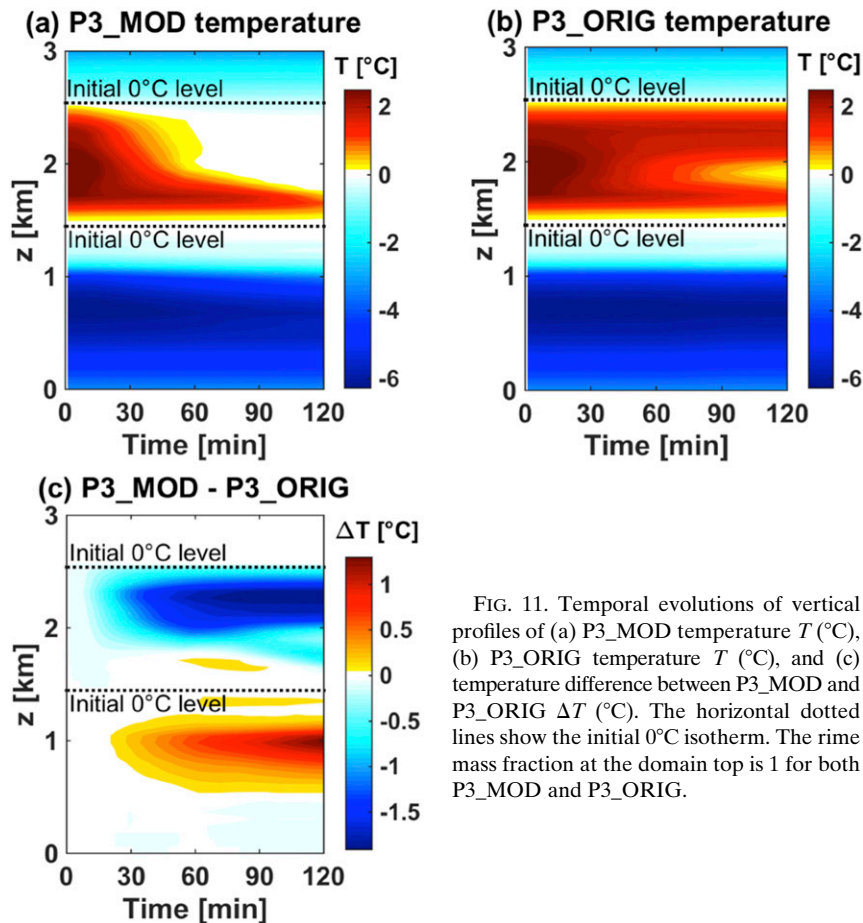 (a) P3_MOD temperature
T [°C]
3
2
1
0
z [km]
Initial 0°C level
Initial 0°C level
0 30 60 90 120
Time [min]
2
0
-2
-4
-6
(b) P3_ORIG temperature
T [°C]
3
2
1
0
z [km]
Initial 0°C level
Initial 0°C level
0 30 60 90 120
Time [min]
2
0
-2
-4
-6
(c) P3_MOD - P3_ORIG
ΔT [°C]
3
2
1
0
z [km]
Initial 0°C level
Initial 0°C level
0 30 60 90 120
Time [min]
1
0.5
0
-0.5
-1
-1.5
FIG. 11. Temporal evolutions of vertical
profiles of (a) P3_MOD temperature T (°C),
(b) P3_ORIG temperature T (°C), and (c)
temperature difference between P3_MOD and
P3_ORIG ΔT (°C). The horizontal dotted
lines show the initial 0°C isotherm. The rime
mass fraction at the domain top is 1 for both
P3_MOD and P3_ORIG.